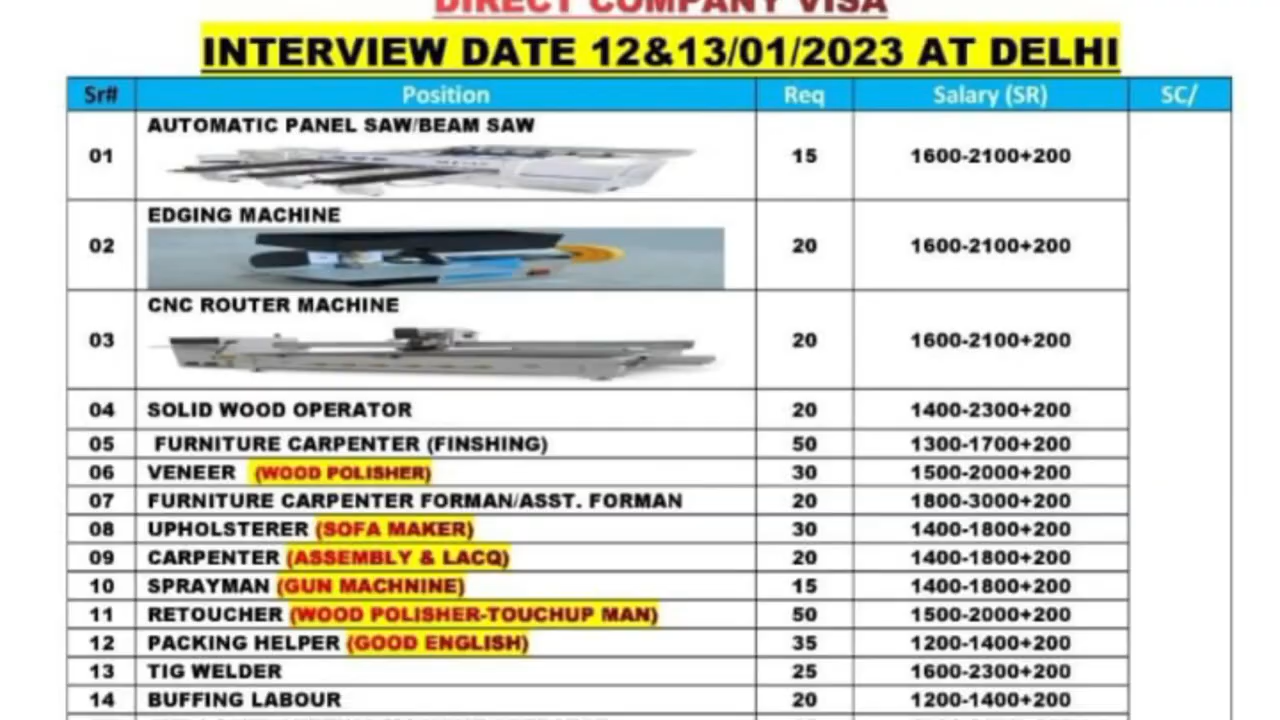 DIRECT COMPANY VISA
INTERVIEW DATE 12&13/01/2023 AT DELHI
Sr# Position Req Salary (SR) SC/
01 AUTOMATIC PANEL SAW/BEAM SAW 15 1600-2100+200
02 EDGING MACHINE 20 1600-2100+200
03 CNC ROUTER MACHINE 20 1600-2100+200
04 SOLID WOOD OPERATOR 20 1400-2300+200
05 FURNITURE CARPENTER (FINSHING) 50 1300-1700+200
06 VENEER (WOOD POLISHER) 30 1500-2000+200
07 FURNITURE CARPENTER FORMAN/ASST. FORMAN 20 1800-3000+200
08 UPHOLSTERER (SOFA MAKER) 30 1400-1800+200
09 CARPENTER (ASSEMBLY & LACQ) 20 1400-1800+200
10 SPRAYMAN (GUN MACHNINE) 15 1400-1800+200
11 RETOUCHER (WOOD POLISHER-TOUCHUP MAN) 50 1500-2000+200
12 PACKING HELPER (GOOD ENGLISH) 35 1200-1400+200
13 TIG WELDER 25 1600-2300+200
14 BUFFING LABOUR 20 1200-1400+200